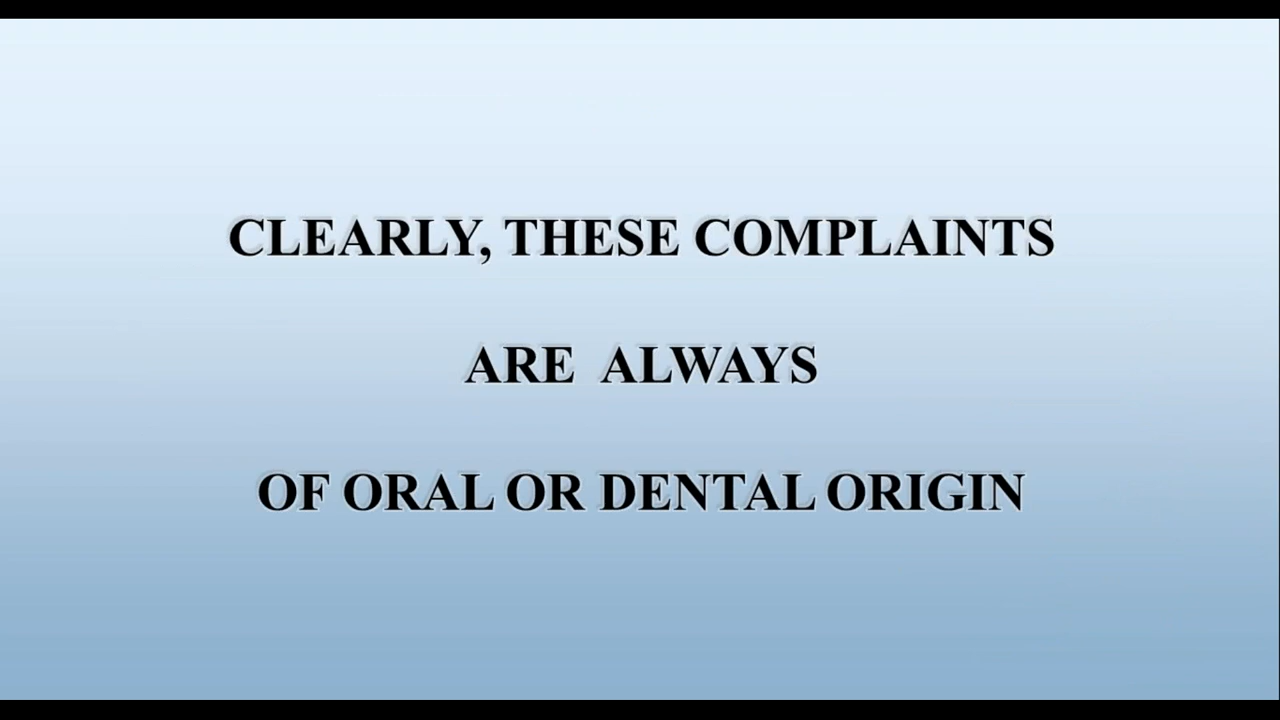 CLEARLY, THESE COMPLAINTS
ARE ALWAYS
OF ORAL OR DENTAL ORIGIN